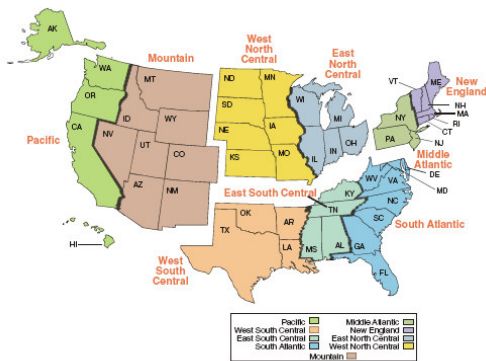 AK
West
North
Central
East
North
Central
Mountain
WA
MT
ND
MN
VT
ME
New
England
OR
ID
SD
WI
MI
NY
NH
MA
RI
CT
Pacific
CA
NV
WY
NE
IA
PA
NJ
Middle
Atlantic
UT
CO
KS
MO
IL
IN
OH
DE
MD
East South Central
KY
WV
VA
AZ
NM
OK
AR
TN
NC
South Atlantic
SC
TX
LA
MS
AL
GA
HI
West
South
Central
FL
Pacific
Middle Atlantic
West South Central
New England
East South Central
East North Central
South Atlantic
West North Central
Mountain